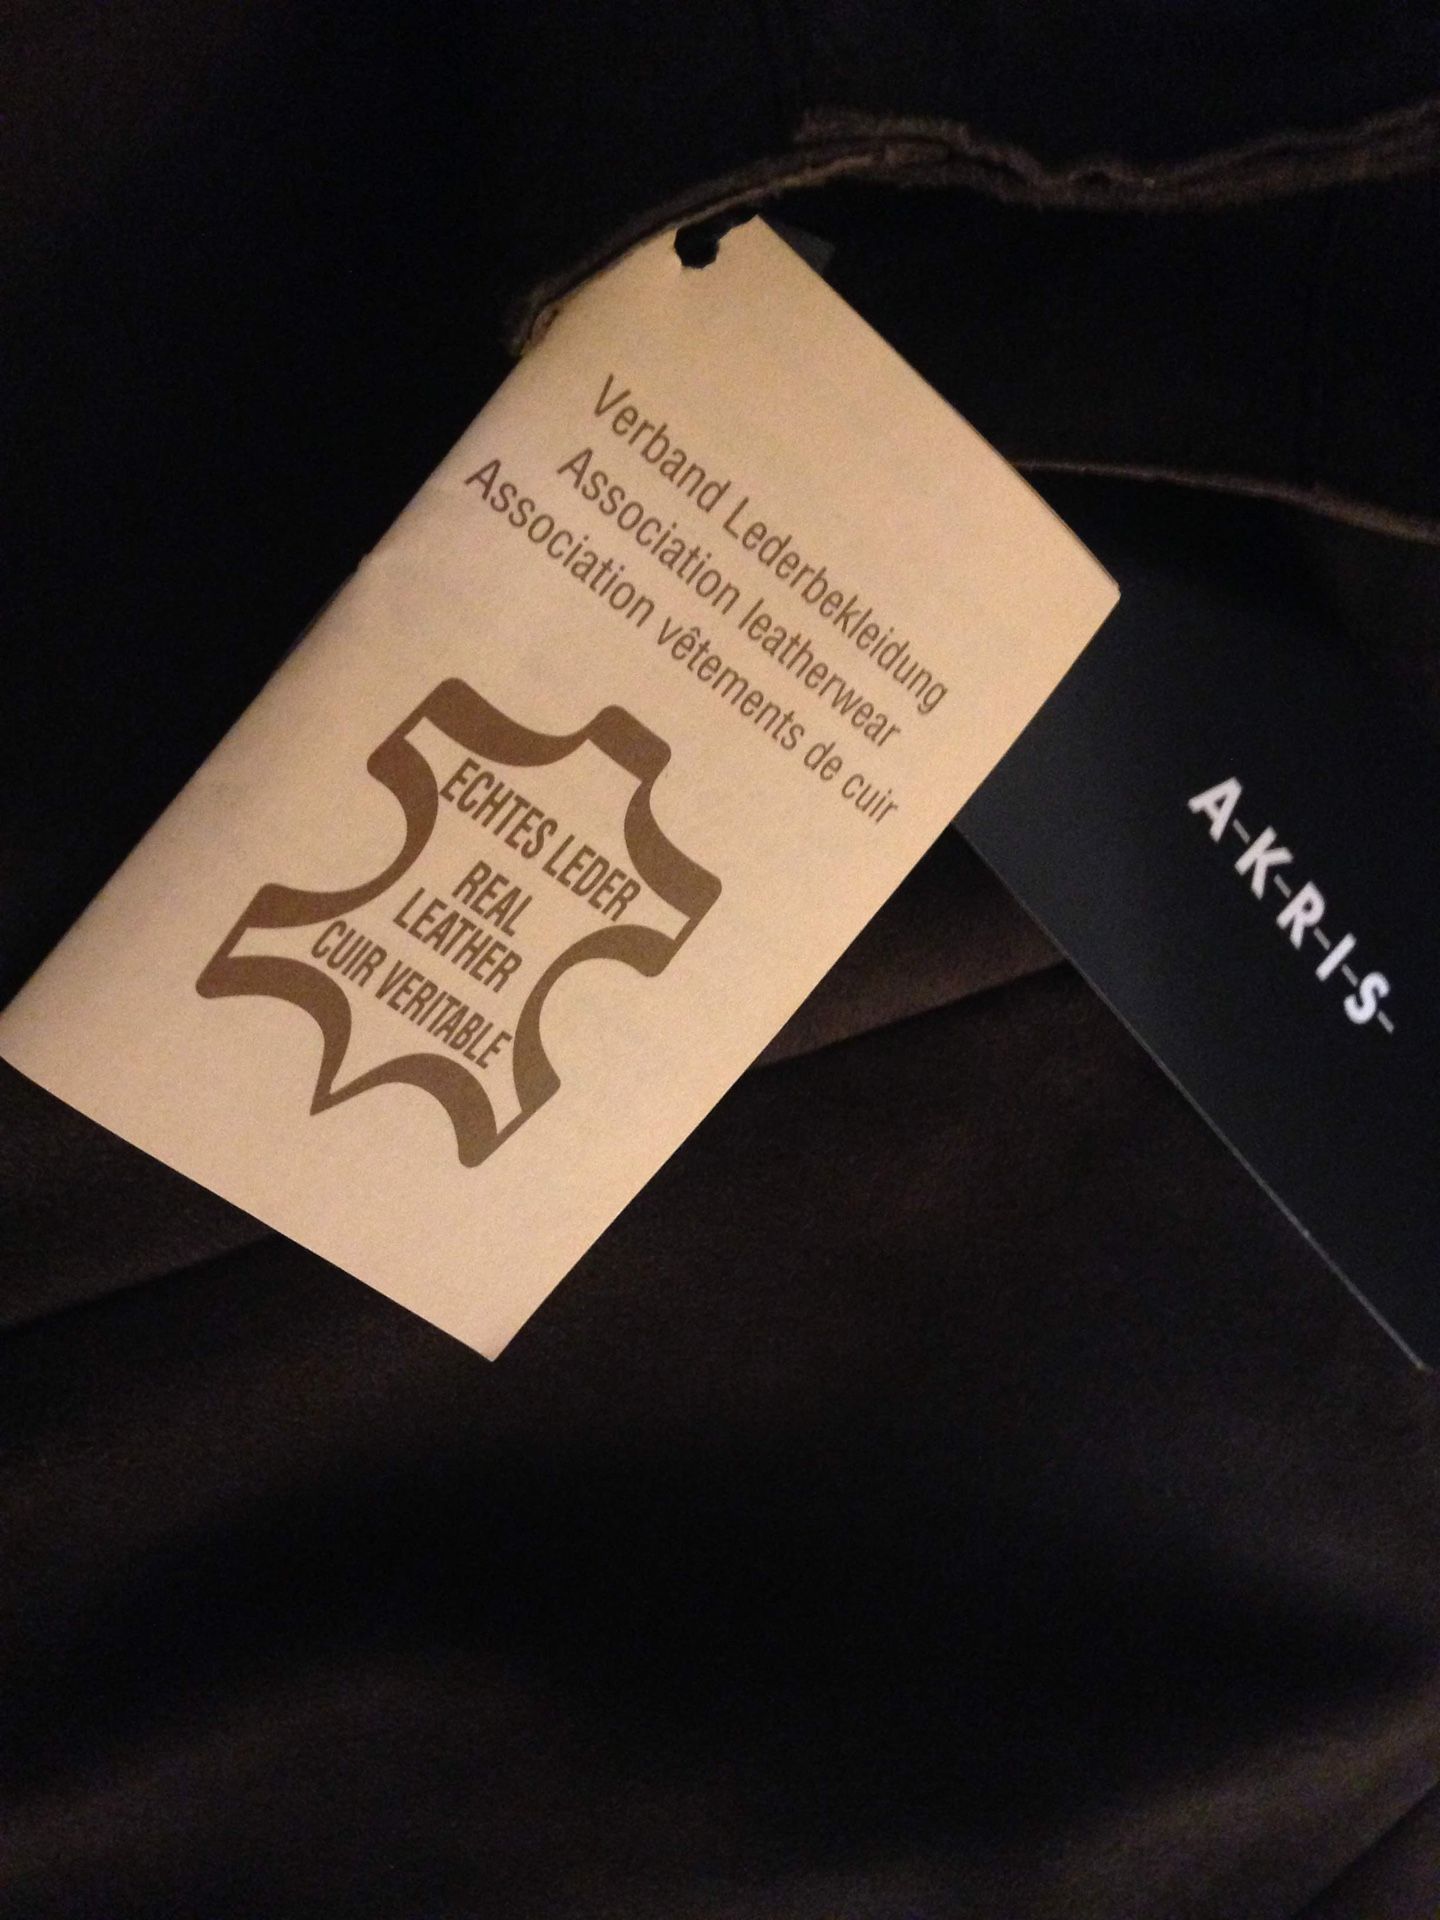 Verband Lederbekleidung
Association leatherwear
Association vêtements de cuir
ECHTES LEDER
REAL
LEATHER
CUIR VERITABLE
A-K-R-I-S-